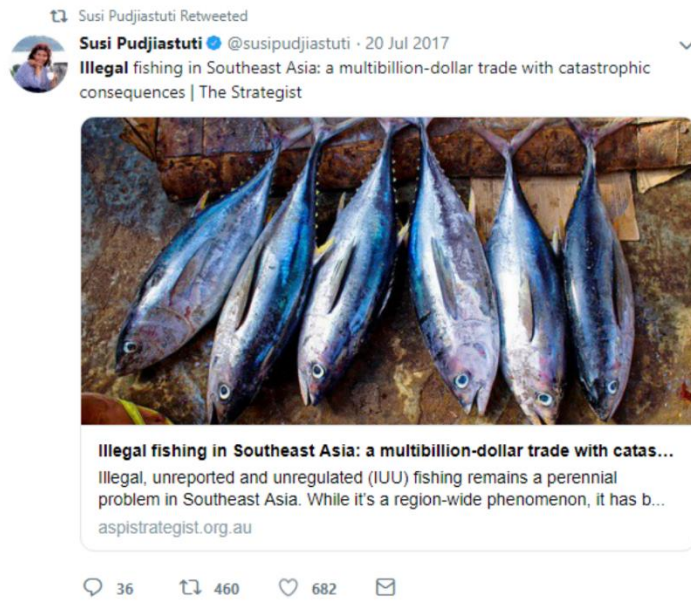 Susi Pudjiastuti Retweeted
Susi Pudjiastuti @susipudjiastuti · 20 Jul 2017
Illegal fishing in Southeast Asia: a multibillion-dollar trade with catastrophic
consequences | The Strategist
Illegal fishing in Southeast Asia: a multibillion-dollar trade with catas...
Illegal, unreported and unregulated (IUU) fishing remains a perennial
problem in Southeast Asia. While it's a region-wide phenomenon, it has b...
aspistrategist.org.au
36 460 682